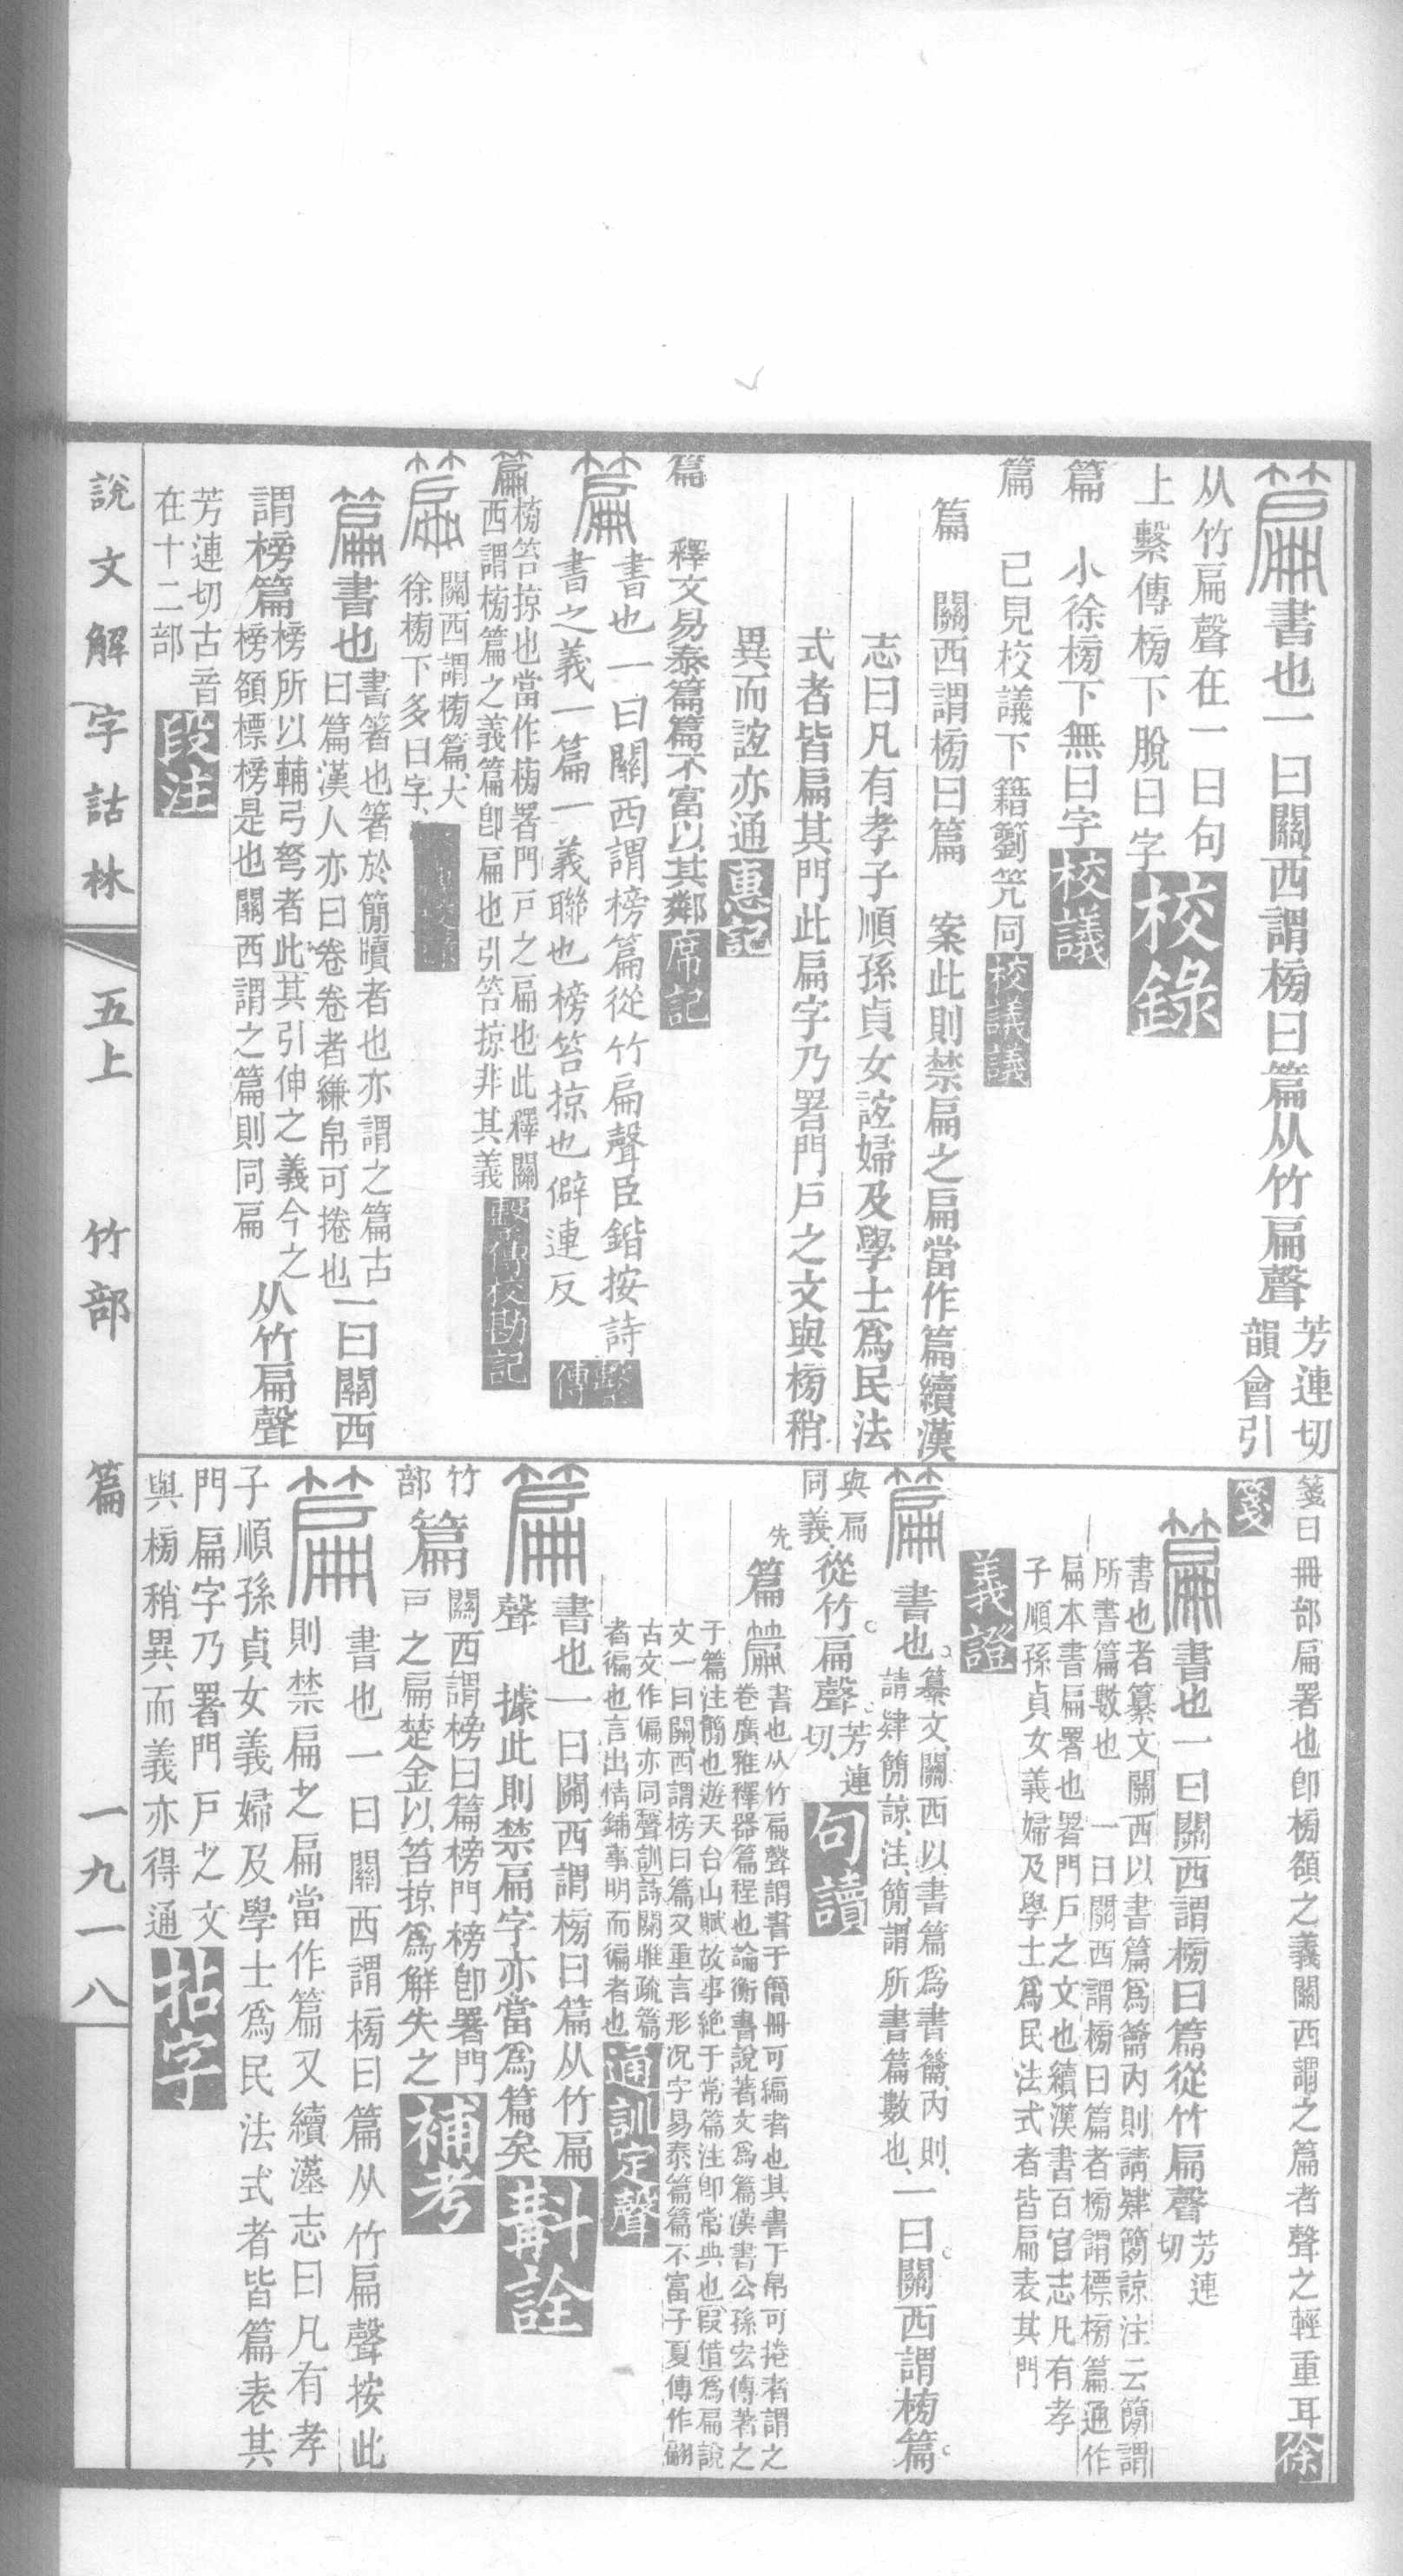 篇書也一曰關西謂榜曰篇从竹扁聲芳連切韻會引
从竹扁聲在一曰句
上繫傳榜下脫曰字校錄
篇 小徐榜下無曰字校議
篇 已見校議下籍籣笐同校議議
篇 關西謂榜曰篇 案此則禁扁之扁當作篇續漢
志曰凡有孝子順孫貞女誼婦及學士爲民法
式者皆扁其門此扁字乃署門戶之文與榜稍
異而誼亦通惠記
篇 釋文易泰篇篇不富以其鄰席記
篇書也一曰關西謂榜篇從竹扁聲臣鍇按詩
書之義一篇一義聯也榜笞掠也僻連反繫傳
篇榜笞掠也當作榜署門戶之扁也此釋關
西謂榜篇之義篇卽扁也引笞掠非其義繫傳校勘記
篇關西謂榜篇、大
徐榜下多曰字、
篇書也書箸也箸於簡牘者也亦謂之篇古
曰篇漢人亦曰卷卷者縑帛可捲也一曰關西
謂榜篇榜所以輔弓弩者此其引伸之義今之
榜領標榜是也關西謂之篇則同扁从竹扁聲
芳連切古音
在十二部段注
箋曰冊部扁署也卽榜領之義關西謂之篇者聲之輕重耳徐
箋
篇書也一曰關西謂榜曰篇從竹扁聲芳連切
書也者纂文關西以書篇爲籥內則請肄簡諒注云簡謂
所書篇數也 一曰關西謂榜曰篇者榜謂標榜篇通作
扁本書扁署也署門戶之文也續漢書百官志凡有孝
子順孫貞女義婦及學士爲民法式者皆扁表其門
義證
篇書也。纂文、關西以書篇爲書籥、內則、
請肄簡諒、注、簡謂所書篇數也、一曰關西謂榜篇。
與扁同義、從竹扁聲。芳連切、句讀
先篇書也从竹扁聲謂書于簡冊可編者也其書于帛可捲者謂之
卷廣雅釋器篇程也論衡書說著文爲篇漢書公孫宏傳著之
于篇注簡也遊天台山賦故事絕于常篇注卽常典也叚借爲扁說
文一曰關西謂榜曰篇又重言形況字易泰篇篇不富子夏傳作翩
古文作偏亦同聲訓詩關雎疏篇
者徧也言出情鋪事明而徧者也通訓定聲
篇書也一曰關西謂榜曰篇从竹扁
聲 據此則禁扁字亦當爲篇矣斠詮
竹部篇關西謂榜曰篇榜門榜卽署門
戶之扁楚金以笞掠爲解失之補考
篇書也一曰關西謂榜曰篇从竹扁聲按此
則禁扁之扁當作篇又續漢志曰凡有孝
子順孫貞女義婦及學士爲民法式者皆篇表其
門扁字乃署門戶之文
與榜稍異而義亦得通拈字
說文解字詁林 五上 竹部 篇 一九一八